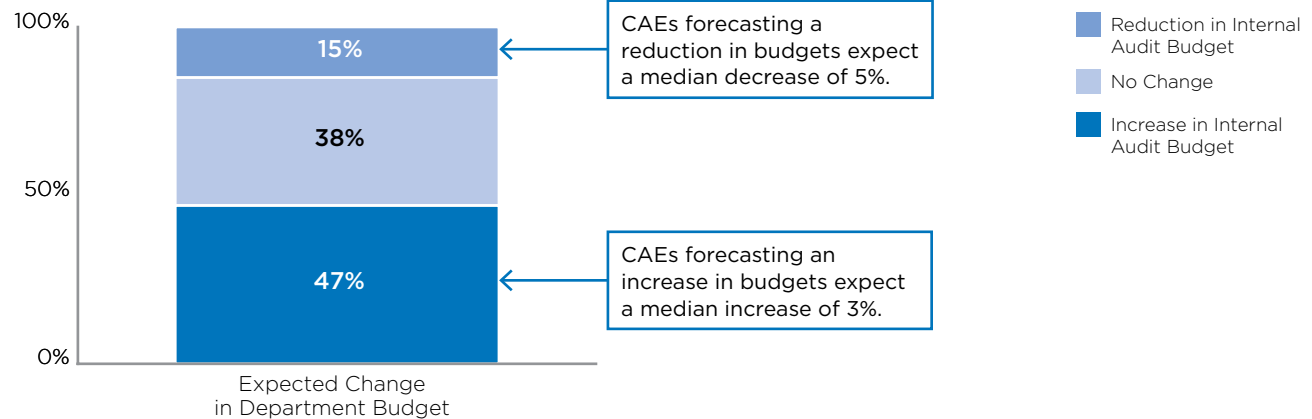 100%
50%
0%
15%
38%
47%
Expected Change
in Department Budget
CAEs forecasting a
reduction in budgets expect
a median decrease of 5%.
CAEs forecasting an
increase in budgets expect
a median increase of 3%.
Reduction in Internal
Audit Budget
No Change
Increase in Internal
Audit Budget